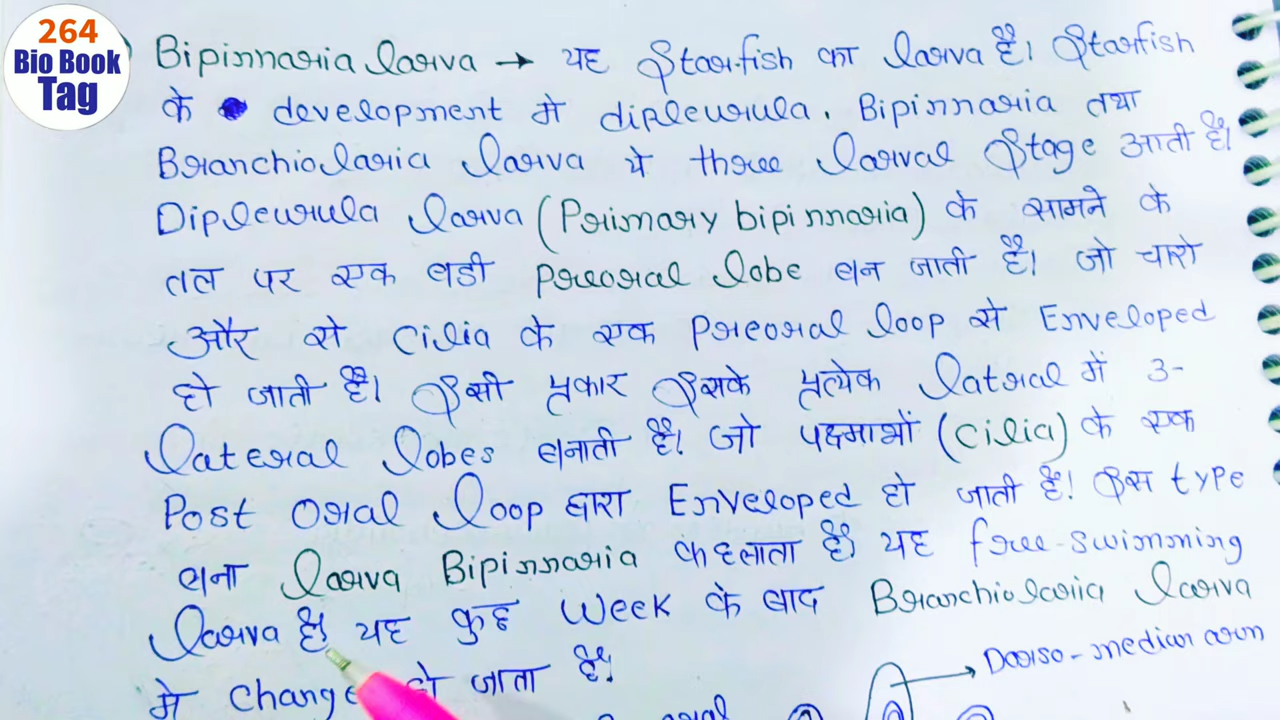 264
Bio Book
Tag
Bipinnaria larva → यह Starfish का larva है। Starfish
के development मे dipleurula, Bipinnaria तथा
Branchiolaria larva ये three larval Stage आती है।
Dipleurula larva (Primary bipinnaria) के सामने के
तल पर एक बडी Preoral lobe बन जाती है। जो चारो
और से Cilia के एक Preoral loop से Enveloped
हो जाती है। इसी प्रकार इसके प्रत्येक lateral में 3-
lateral lobes बनाती है। जो पक्ष्माभों (Cilia) के एक
Post oral loop द्वारा Enveloped हो जाती है। इस type
बना larva Bipinnaria कहलाता है। यह free-swimming
larva है। यह कुछ week के बाद Branchiolaria larva
मे change हो जाता है।
Dorso-median arm
oral